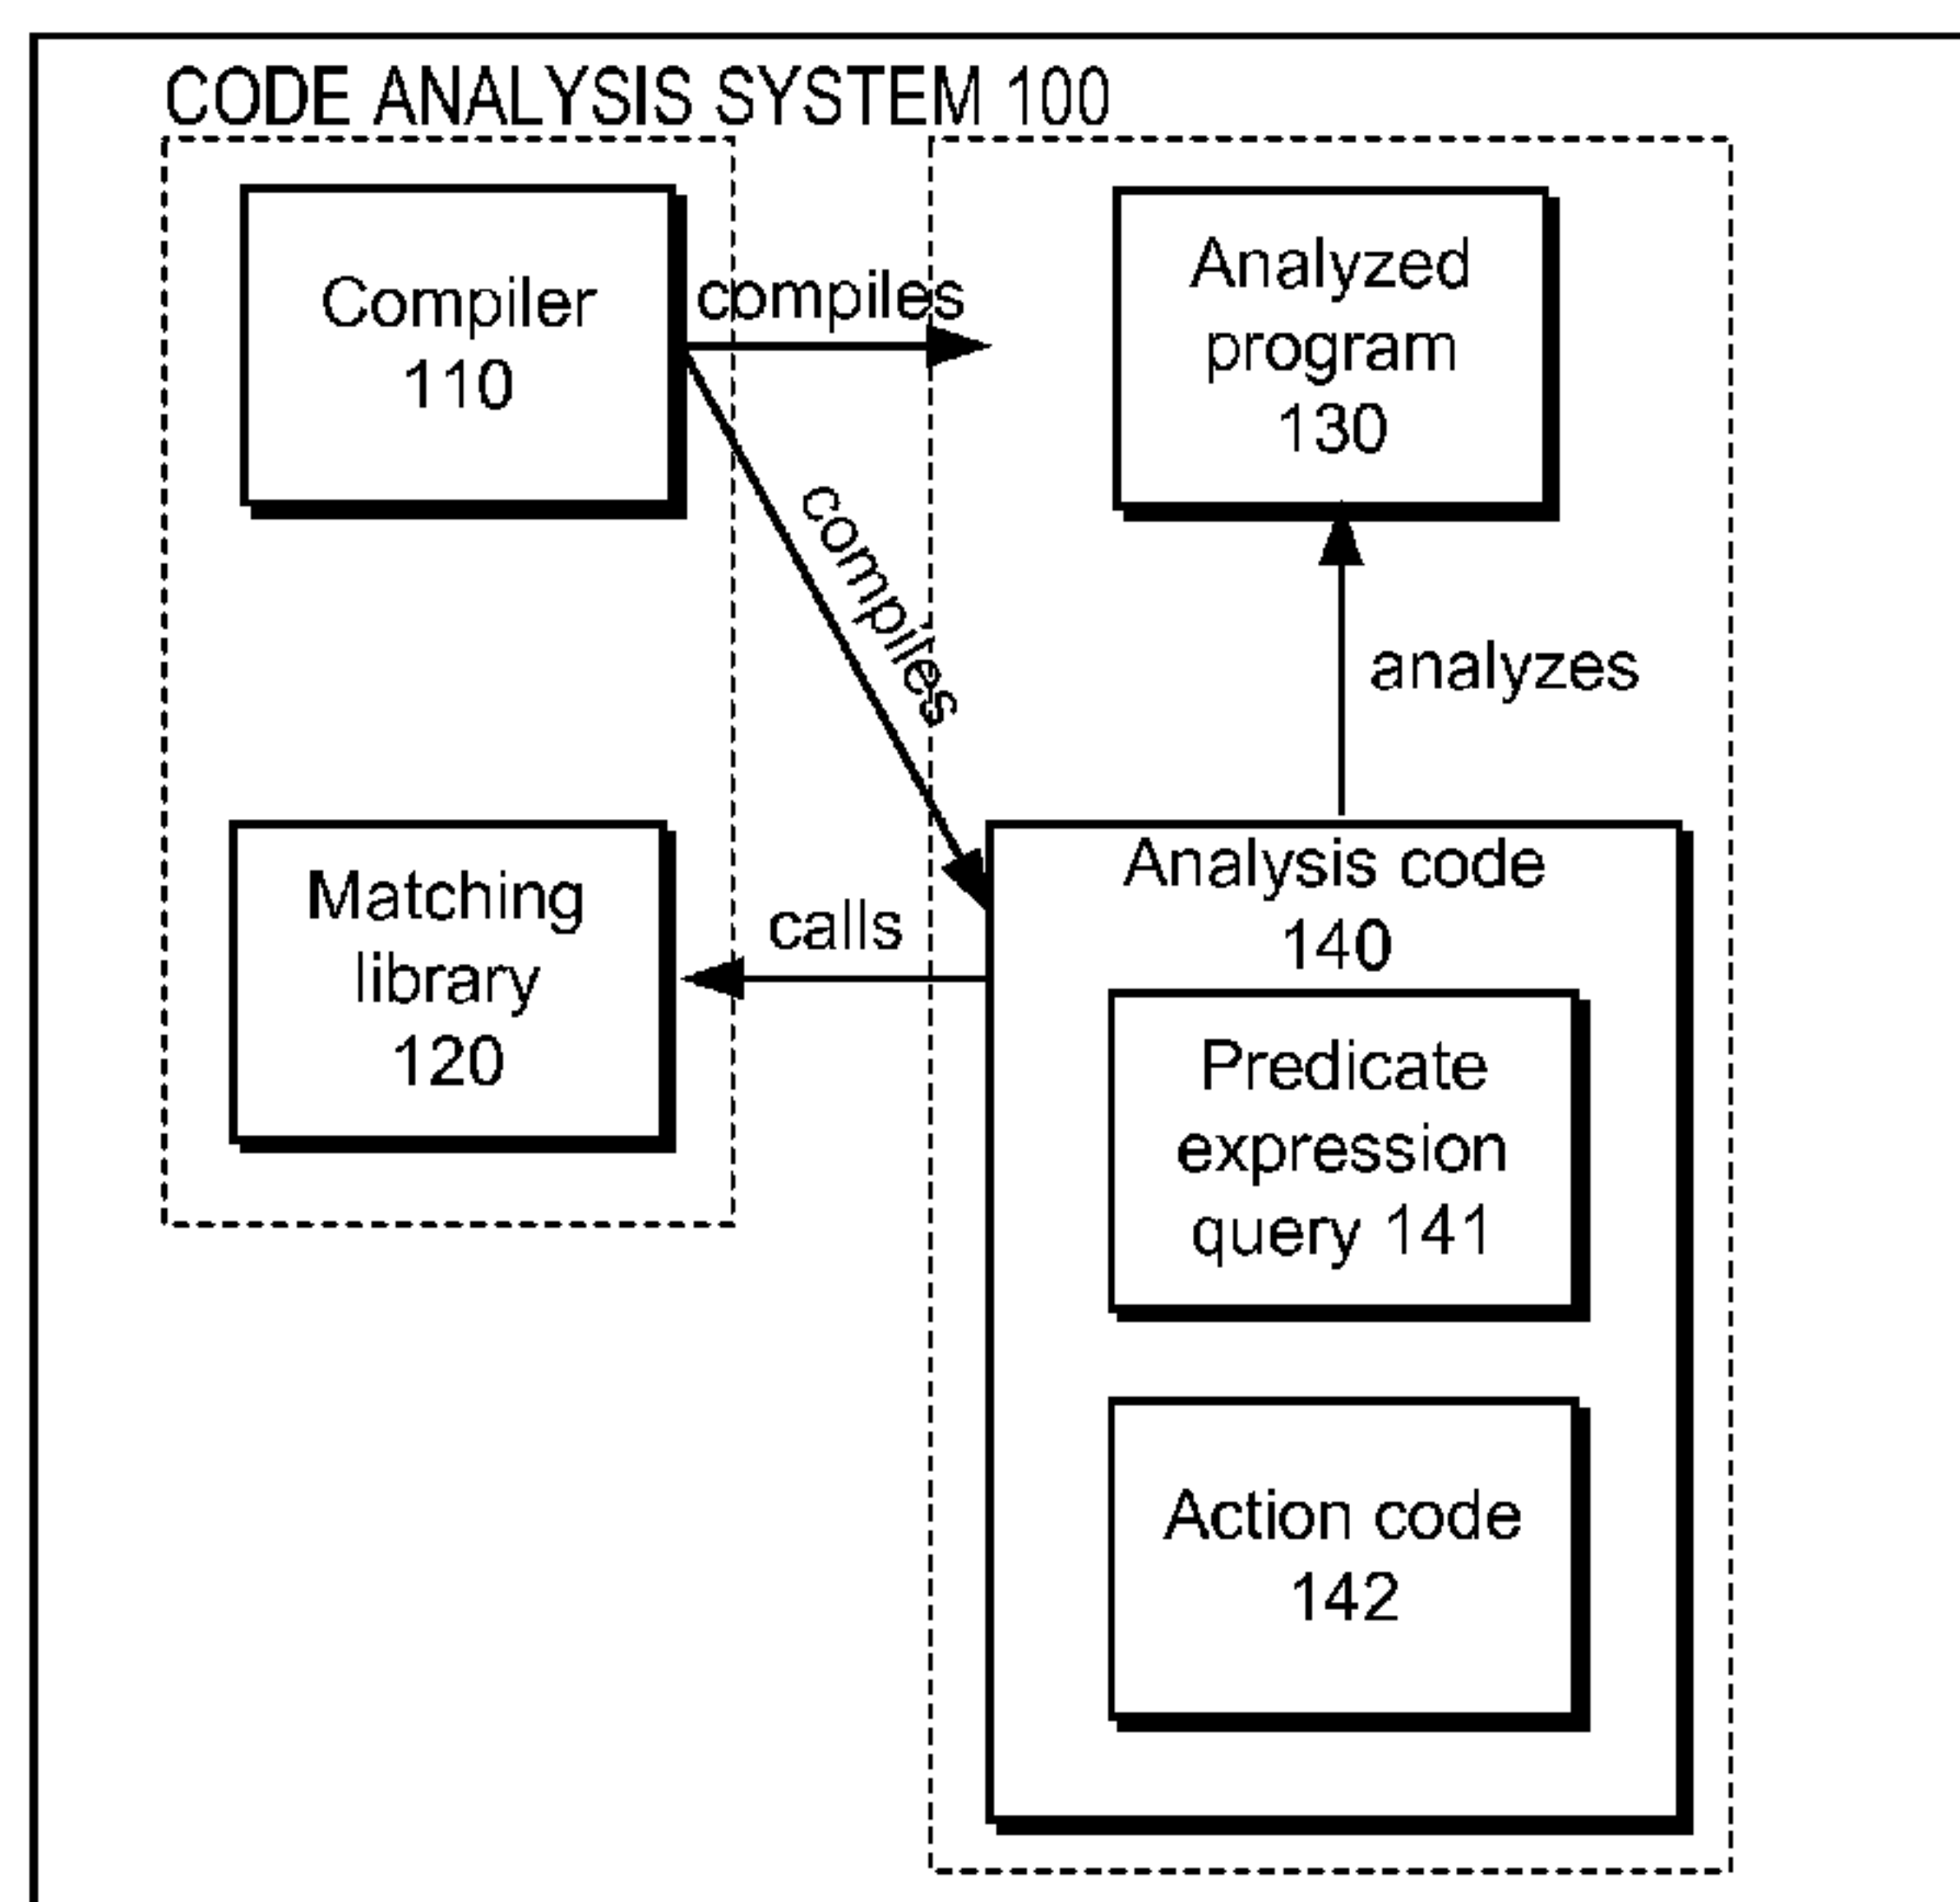 CODE ANALYSIS SYSTEM 100
Compiler
110
compiles
Analyzed
program
130
compiles
analyzes
Matching
library
120
calls
Analysis code
140
Predicate
expression
query 141
Action code
142